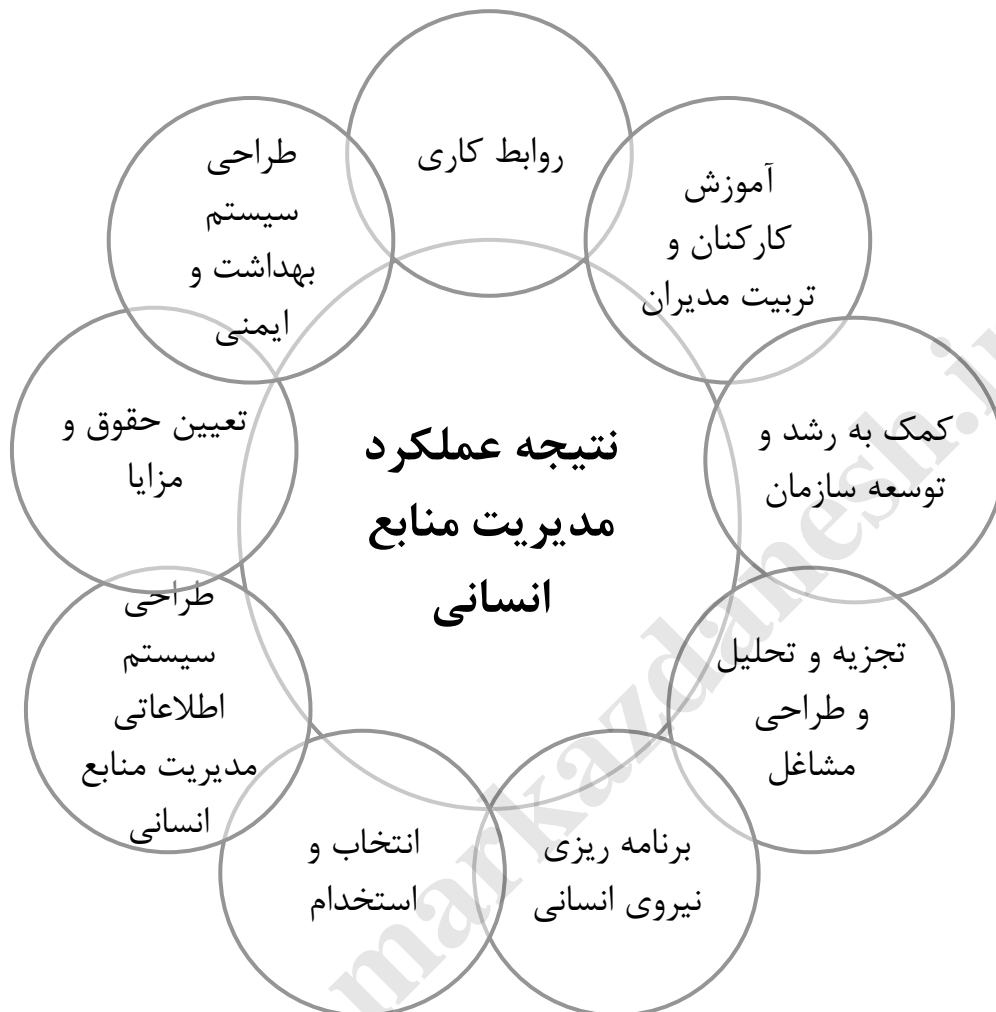 روابط کاری
آموزش
کارکنان و
تربیت مدیران
کمک به رشد و
توسعه سازمان
تجزیه و تحلیل
و طراحی
مشاغل
برنامه ریزی
نیروی انسانی
انتخاب و
استخدام
طراحی
سیستم
اطلاعاتی
مدیریت منابع
انسانی
تعیین حقوق و
مزایا
طراحی
سیستم
بهداشت و
ایمنی
نتیجه عملکرد
مدیریت منابع
انسانی
markazdanesh.ir